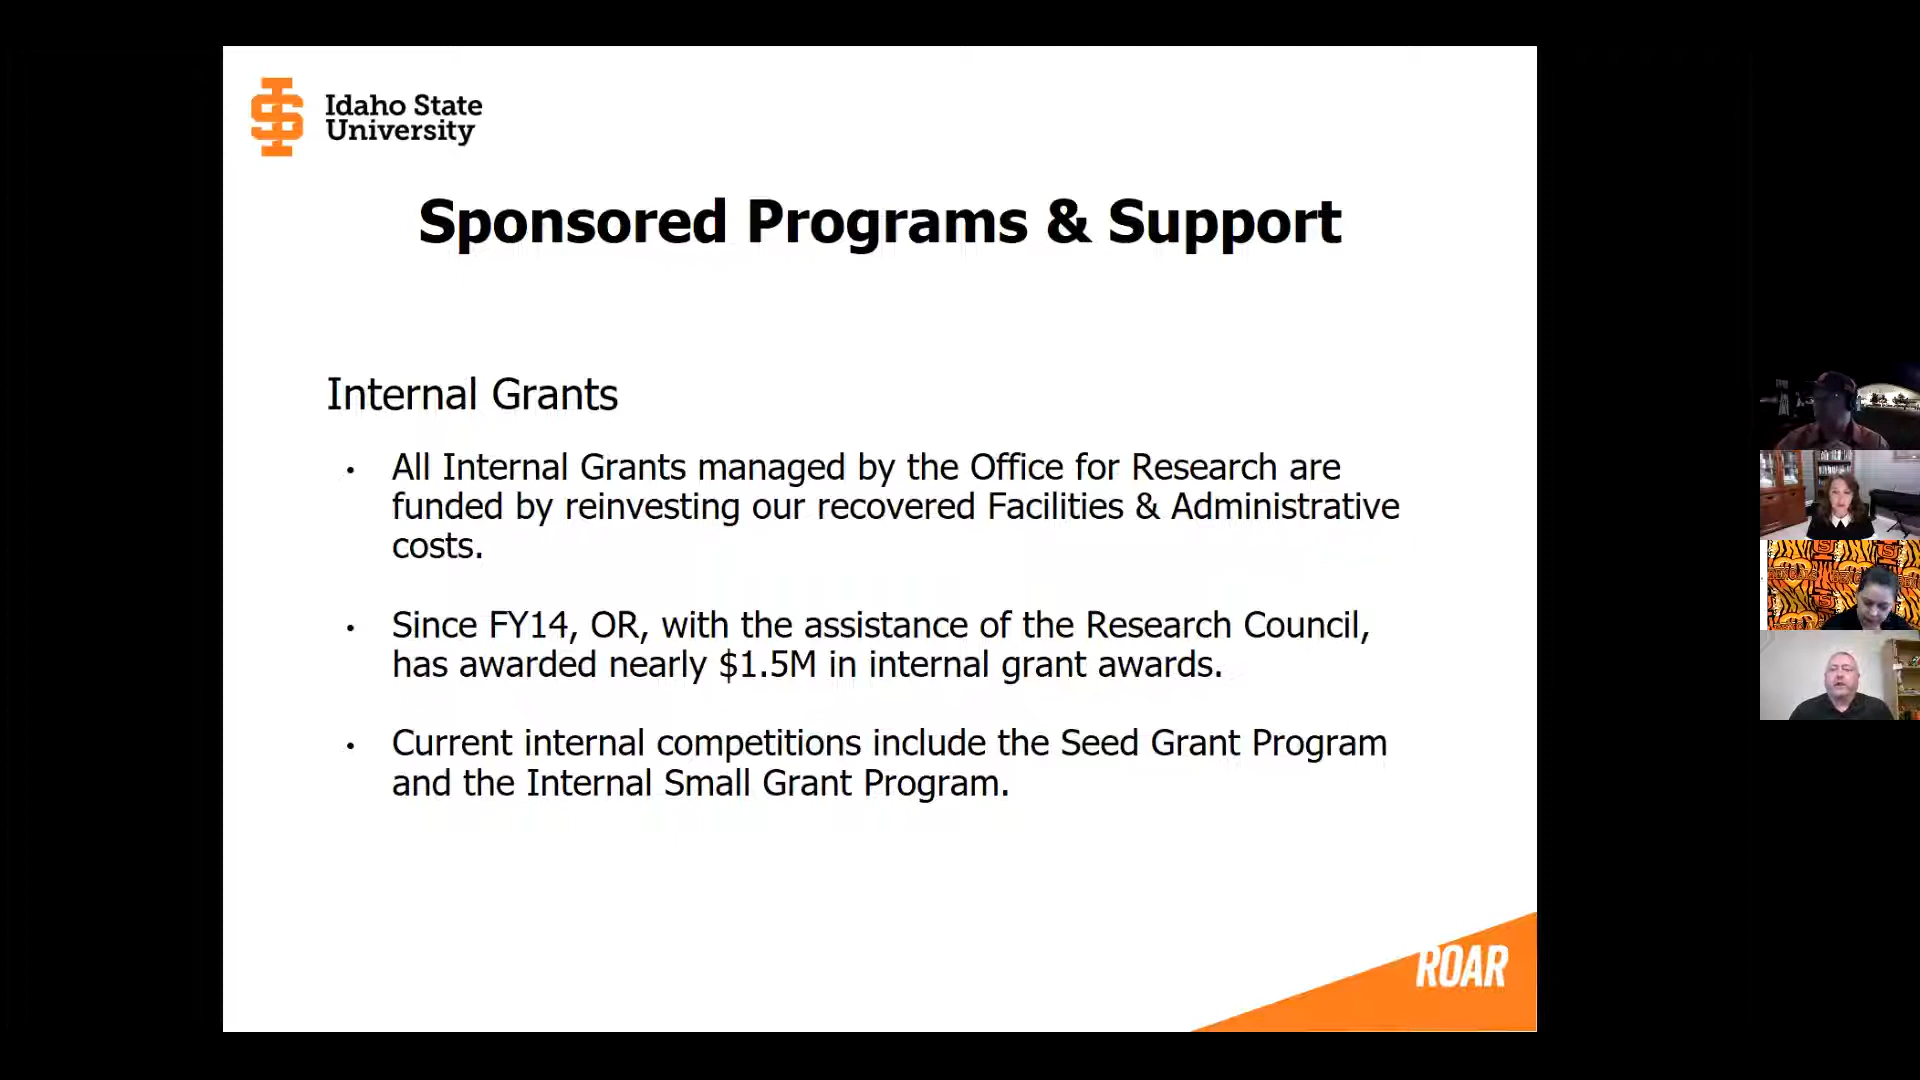 Idaho State
University
Sponsored Programs & Support
Internal Grants
• All Internal Grants managed by the Office for Research are
funded by reinvesting our recovered Facilities & Administrative
costs.
• Since FY14, OR, with the assistance of the Research Council,
has awarded nearly $1.5M in internal grant awards.
• Current internal competitions include the Seed Grant Program
and the Internal Small Grant Program.
ROAR